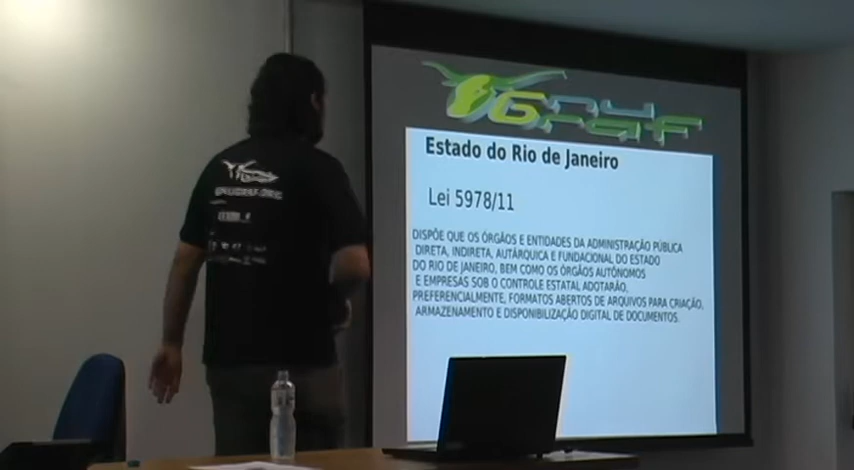 Gnu
Graf
Estado do Rio de Janeiro
Lei 5978/11
DISPÕE QUE OS ÓRGÃOS E ENTIDADES DA ADMINISTRAÇÃO PÚBLICA
DIRETA, INDIRETA, AUTÁRQUICA E FUNDACIONAL DO ESTADO
DO RIO DE JANEIRO, BEM COMO OS ÓRGÃOS AUTÔNOMOS
E EMPRESAS SOB O CONTROLE ESTATAL ADOTARÃO,
PREFERENCIALMENTE, FORMATOS ABERTOS DE ARQUIVOS PARA CRIAÇÃO,
ARMAZENAMENTO E DISPONIBILIZAÇÃO DIGITAL DE DOCUMENTOS.